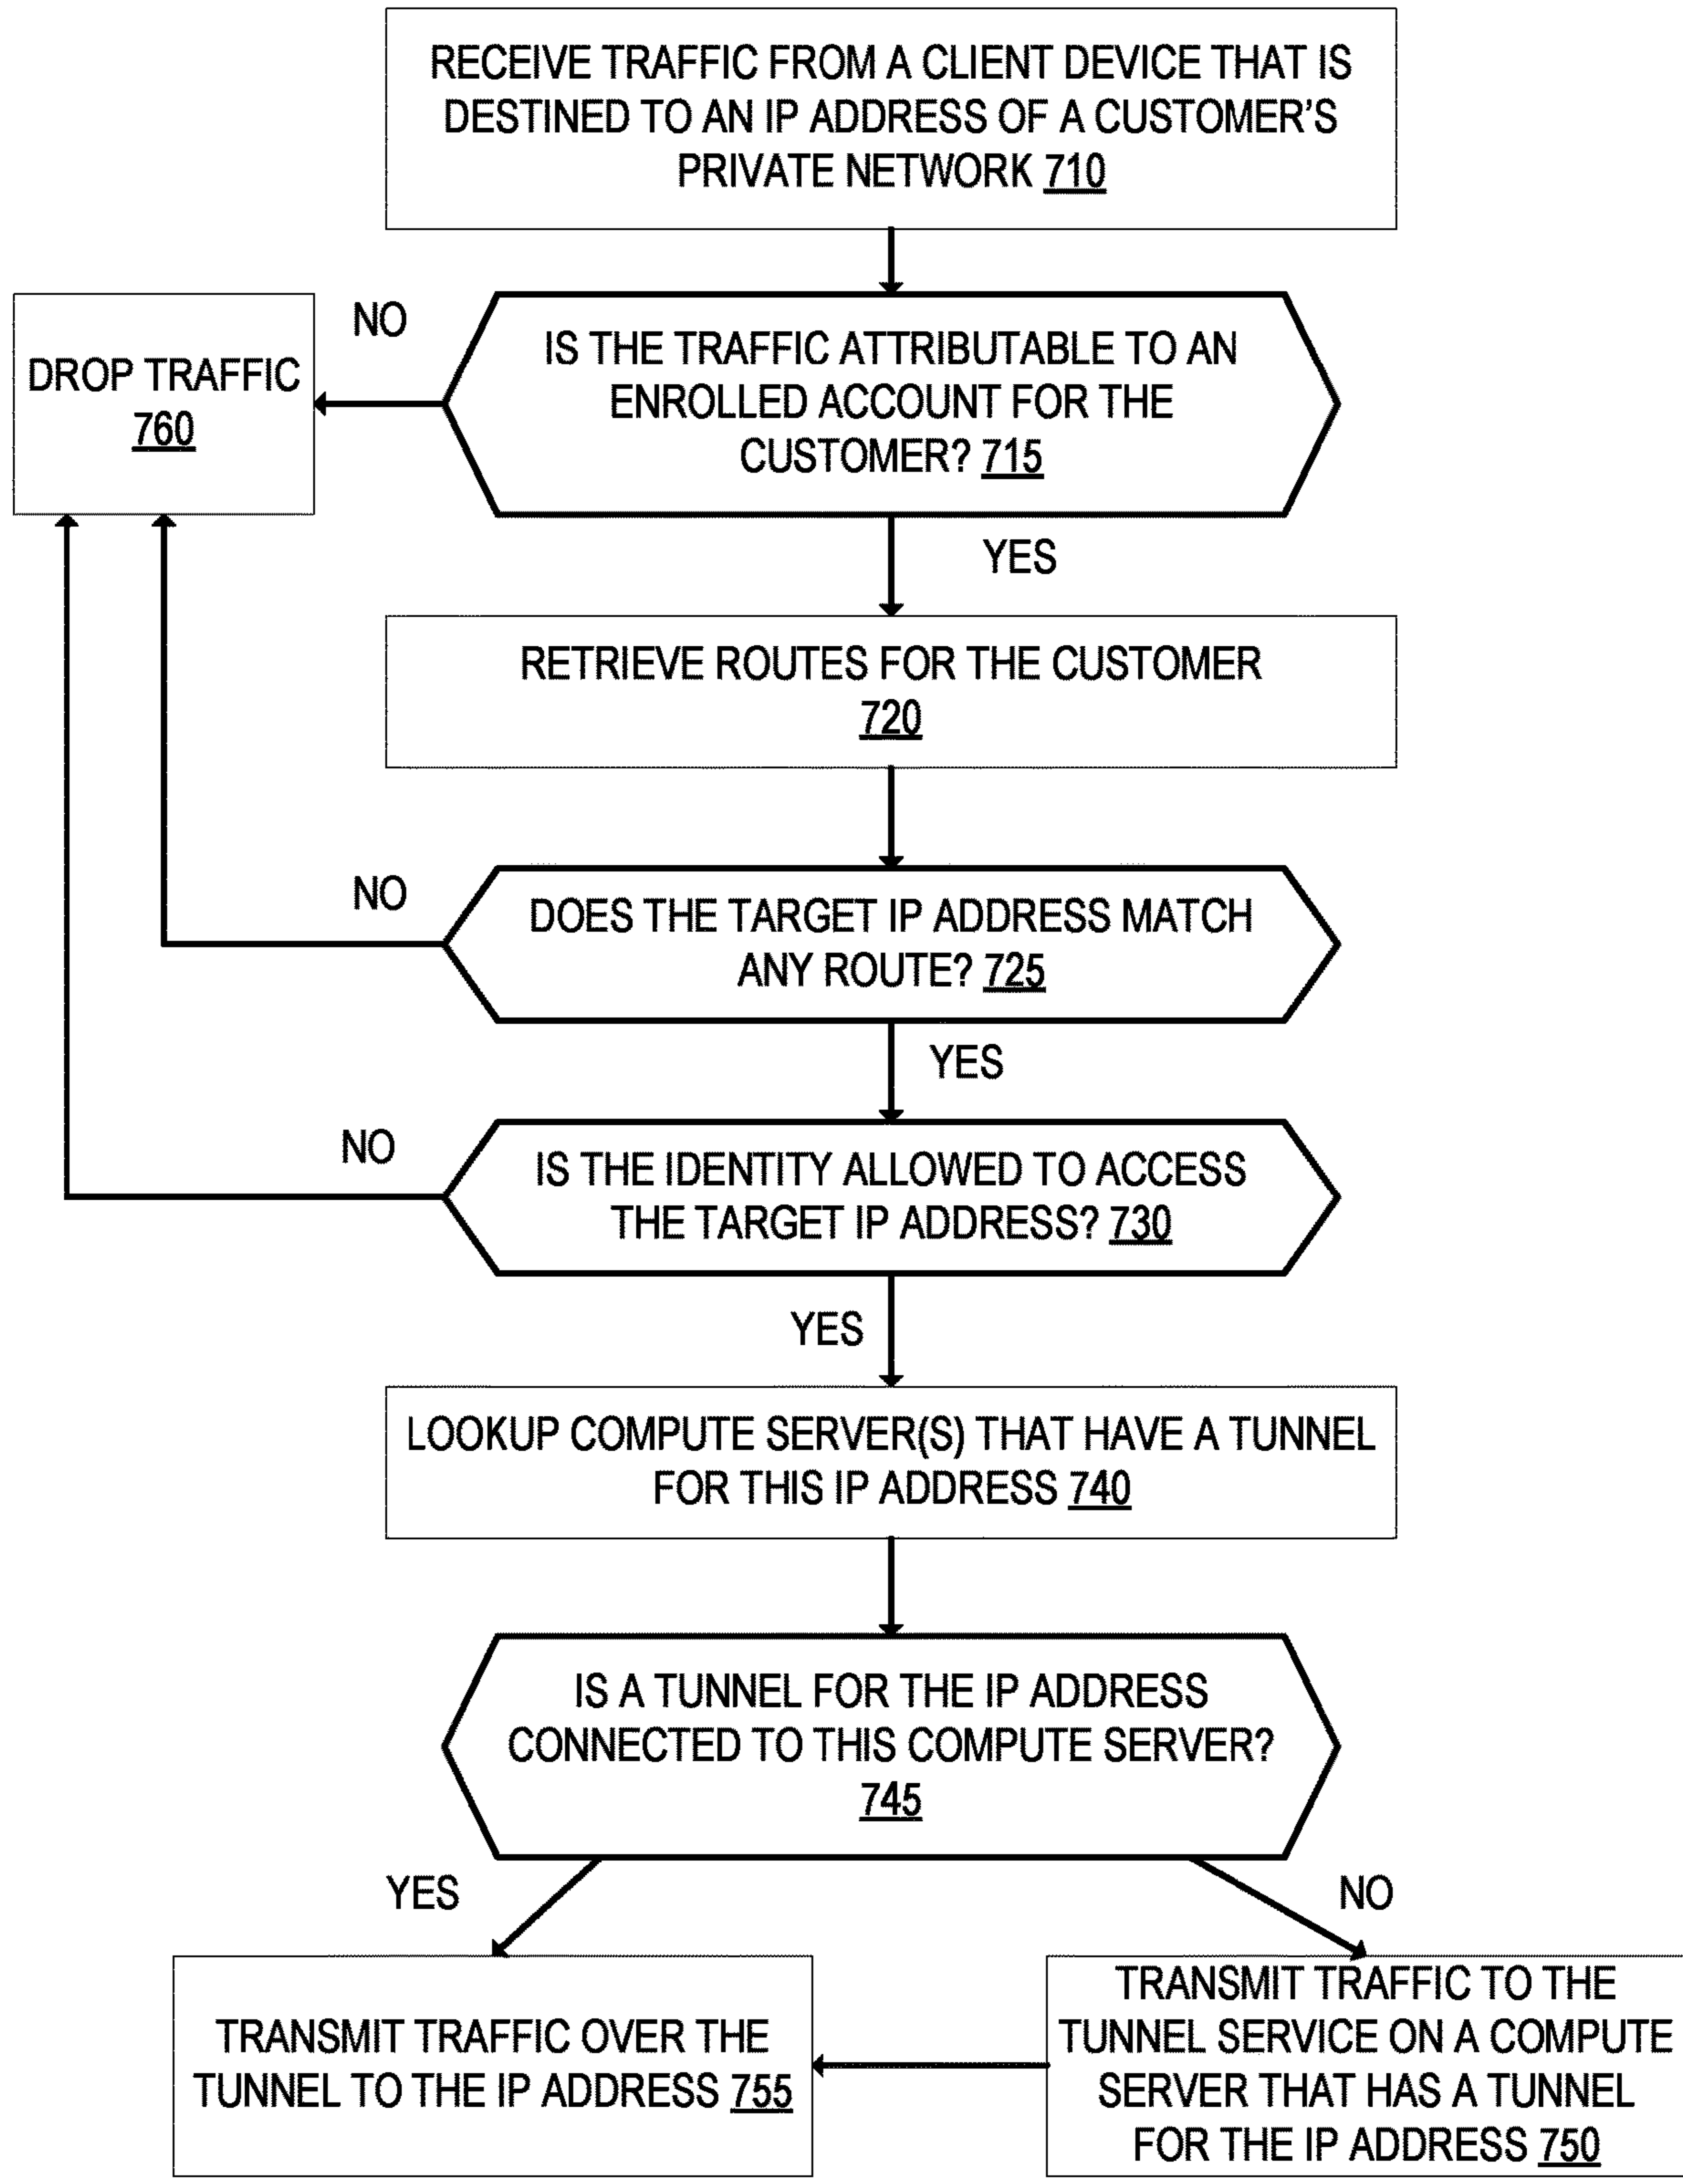 RECEIVE TRAFFIC FROM A CLIENT DEVICE THAT IS
DESTINED TO AN IP ADDRESS OF A CUSTOMER'S
PRIVATE NETWORK 710
NO
DROP TRAFFIC
760
IS THE TRAFFIC ATTRIBUTABLE TO AN
ENROLLED ACCOUNT FOR THE
CUSTOMER? 715
YES
RETRIEVE ROUTES FOR THE CUSTOMER
720
NO
DOES THE TARGET IP ADDRESS MATCH
ANY ROUTE? 725
YES
NO
IS THE IDENTITY ALLOWED TO ACCESS
THE TARGET IP ADDRESS? 730
YES
LOOKUP COMPUTE SERVER(S) THAT HAVE A TUNNEL
FOR THIS IP ADDRESS 740
IS A TUNNEL FOR THE IP ADDRESS
CONNECTED TO THIS COMPUTE SERVER?
745
YES
NO
TRANSMIT TRAFFIC OVER THE
TUNNEL TO THE IP ADDRESS 755
TRANSMIT TRAFFIC TO THE
TUNNEL SERVICE ON A COMPUTE
SERVER THAT HAS A TUNNEL
FOR THE IP ADDRESS 750